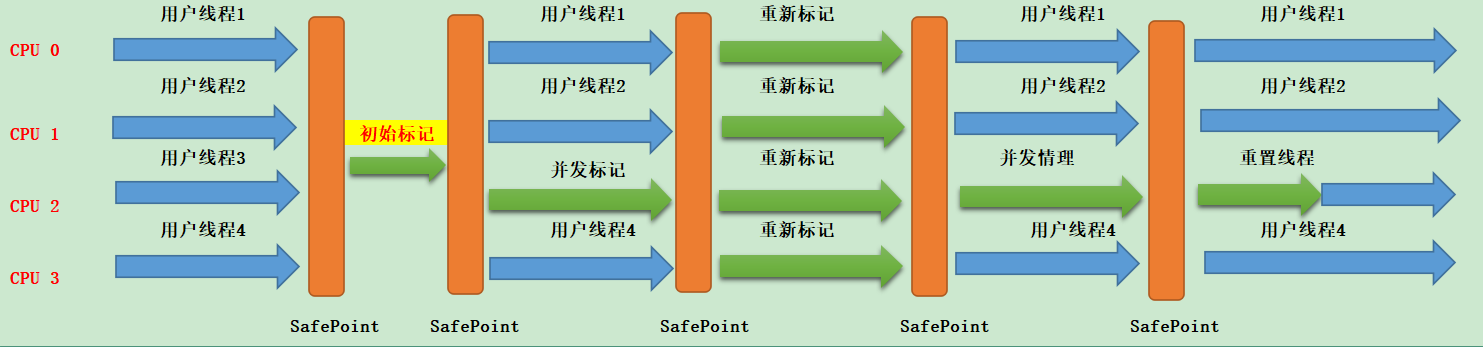 用户线程1 用户线程1 重新标记 用户线程1 用户线程1
CPU 0
用户线程2 用户线程2 重新标记 用户线程2 用户线程2
CPU 1 初始标记
用户线程3 并发标记 重新标记 并发情理 重置线程
CPU 2
用户线程4 用户线程4 重新标记 用户线程4 用户线程4
CPU 3
SafePoint SafePoint SafePoint SafePoint SafePoint